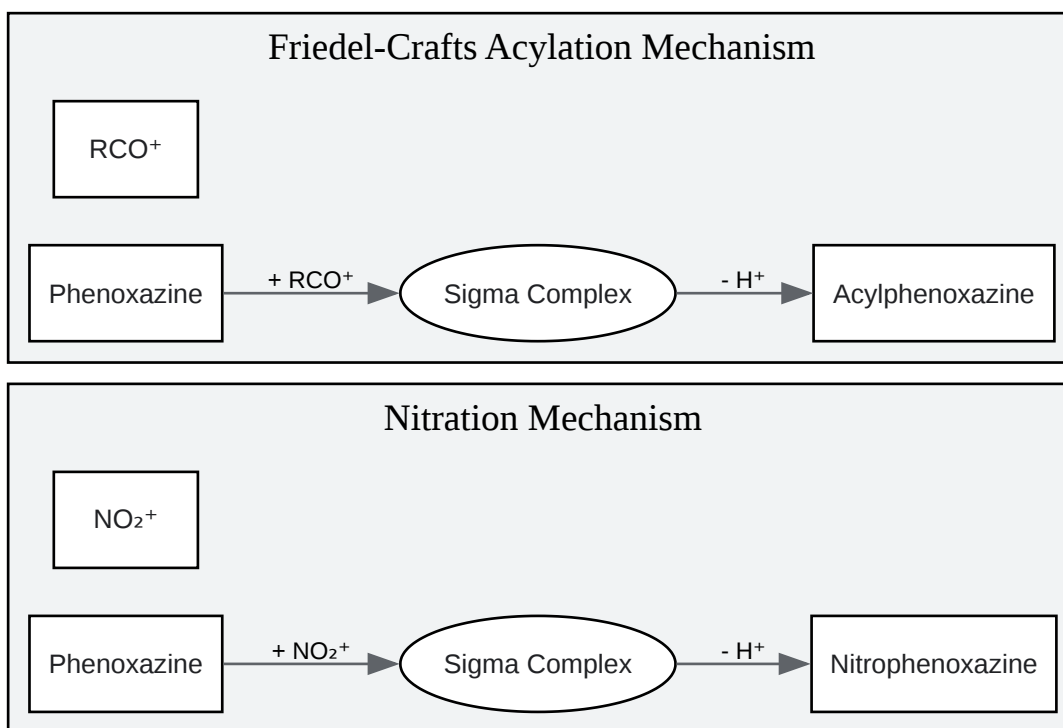 Friedel-Crafts Acylation Mechanism
RCO⁺
Phenoxazine
+ RCO⁺
Sigma Complex
- H⁺
Acylphenoxazine
Nitration Mechanism
NO₂⁺
Phenoxazine
+ NO₂⁺
Sigma Complex
- H⁺
Nitrophenoxazine